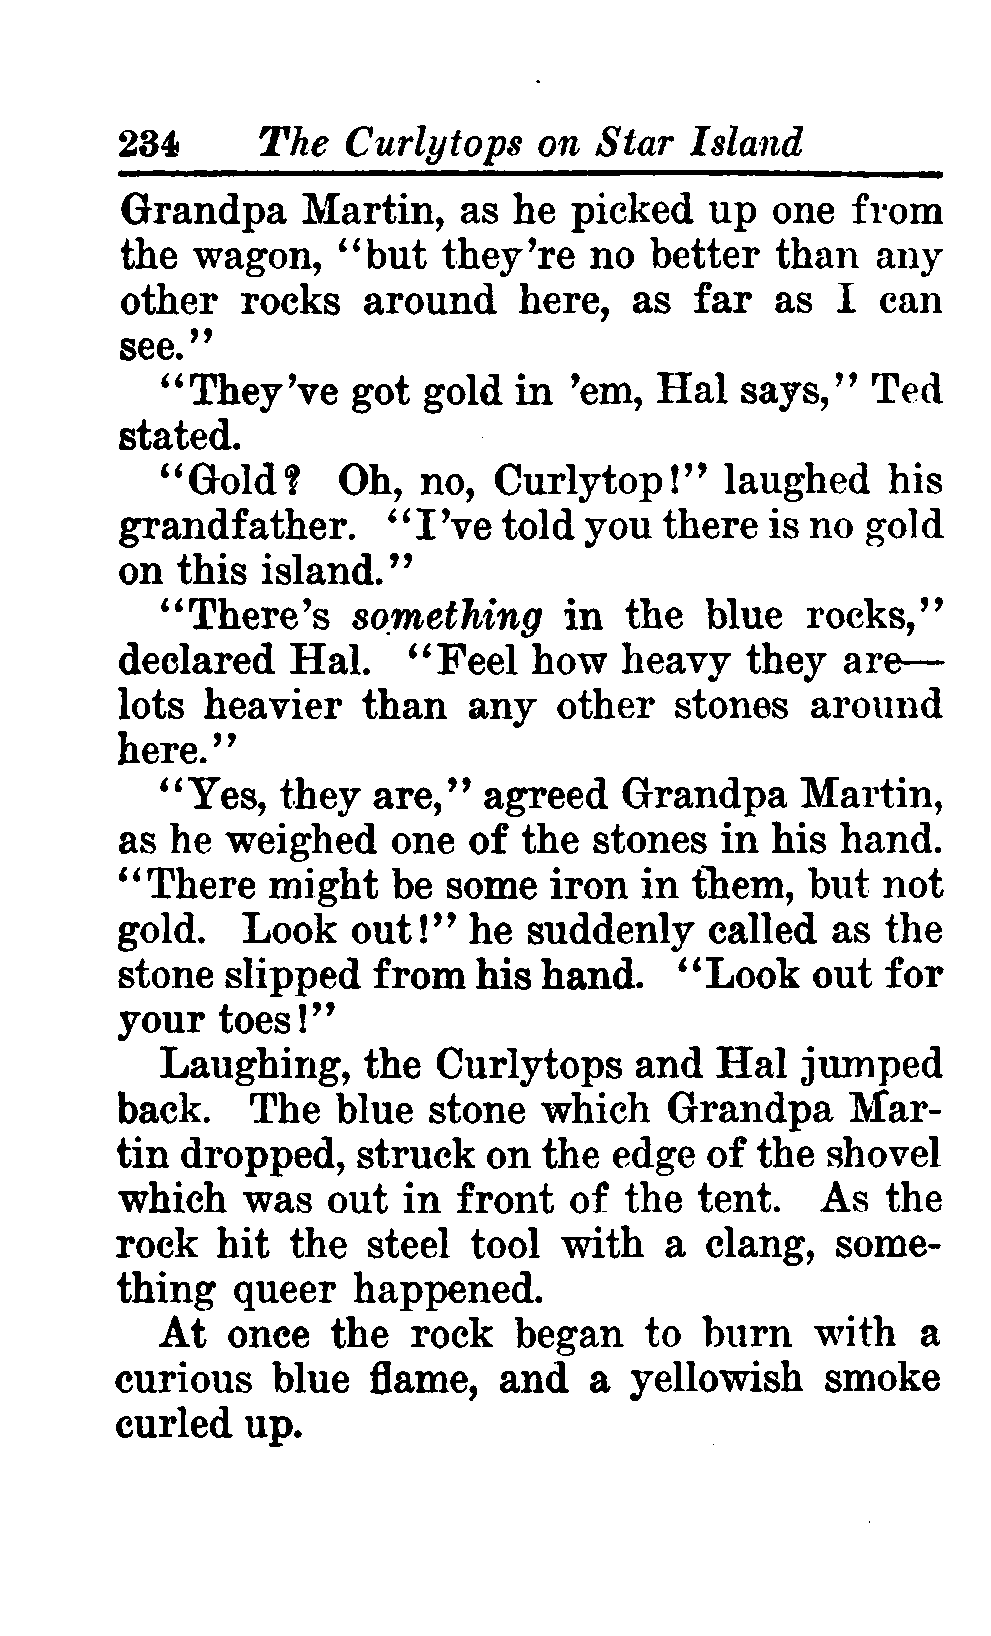 234 The Curlytops on Star Island
Grandpa Martin, as he picked up one from
the wagon, "but they're no better than any
other rocks around here, as far as I can
see."
"They've got gold in 'em, Hal says," Ted
stated.
"Gold? Oh, no, Curlytop!" laughed his
grandfather. "I've told you there is no gold
on this island."
"There's something in the blue rocks,"
declared Hal. "Feel how heavy they are—
lots heavier than any other stones around
here."
"Yes, they are," agreed Grandpa Martin,
as he weighed one of the stones in his hand.
"There might be some iron in them, but not
gold. Look out!" he suddenly called as the
stone slipped from his hand. "Look out for
your toes!"
Laughing, the Curlytops and Hal jumped
back. The blue stone which Grandpa Mar-
tin dropped, struck on the edge of the shovel
which was out in front of the tent. As the
rock hit the steel tool with a clang, some-
thing queer happened.
At once the rock began to burn with a
curious blue flame, and a yellowish smoke
curled up.